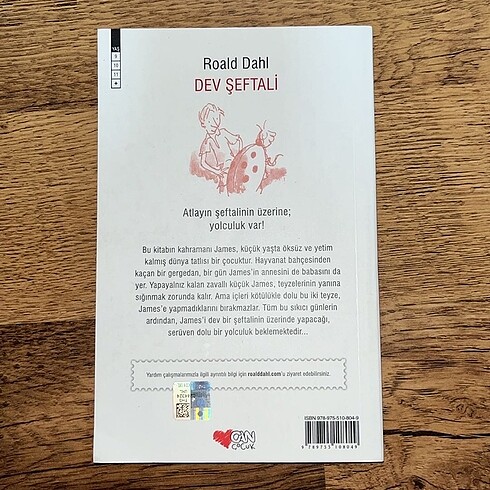 YAŞ
9
10
11
Roald Dahl
DEV ŞEFTALİ
Atlayın şeftalinin üzerine;
yolculuk var!
Bu kitabın kahramanı James, küçük yaşta öksüz ve yetim
kalmış dünya tatlısı bir çocuktur. Hayvanat bahçesinden
kaçan bir gergedan, bir gün James'in annesini de babasını da
yer. Yapayalnız kalan zavallı küçük James, teyzelerinin yanına
sığınmak zorunda kalır. Ama içleri kötülükle dolu bu iki teyze,
James'e yapmadıklarını bırakmazlar. Tüm bu sıkıcı günlerin
ardından, James'i dev bir şeftalinin üzerinde yapacağı,
serüven dolu bir yolculuk beklemektedir...
Yardım çalışmalarımızla ilgili ayrıntılı bilgi için roalddahl.com'u ziyaret edebilirsiniz.
ISBN 978-975-510-804-9
9 789755 108049
CAN
ÇOCUK